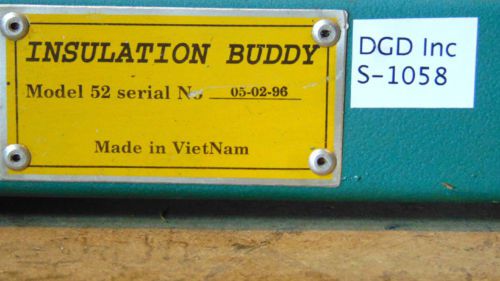 INSULATION BUDDY
Model 52 serial No 05-02-96
Made in VietNam
DGD Inc
S-1058